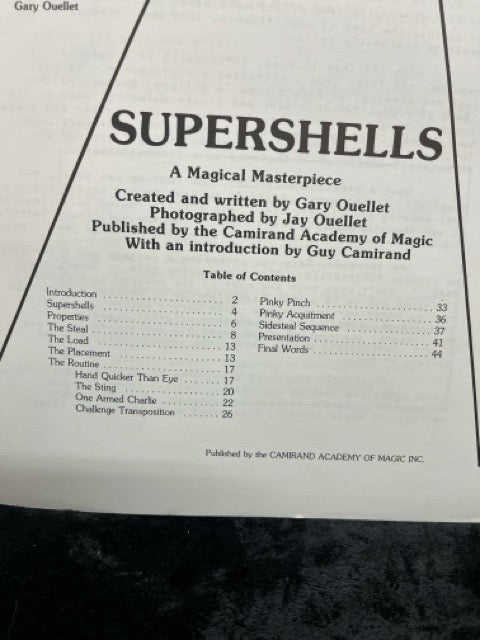 Gary Ouellet
SUPERSHELLS
A Magical Masterpiece
Created and written by Gary Ouellet
Photographed by Jay Ouellet
Published by the Camirand Academy of Magic
With an introduction by Guy Camirand
Table of Contents
Introduction ........................ 2
Supershells ........................ 4
Properties ........................ 6
The Steal ........................ 8
The Load ........................ 13
The Placement ........................ 13
The Routine ........................ 17
Hand Quicker Than Eye ........ 17
The Sting ........................ 20
One Armed Charlie ............ 22
Challenge Transposition ........ 26
Pinky Pinch ........................ 33
Pinky Acquitment .................... 36
Sidesteal Sequence .................. 37
Presentation ........................ 41
Final Words ........................ 44
Published by the CAMIRAND ACADEMY OF MAGIC INC.